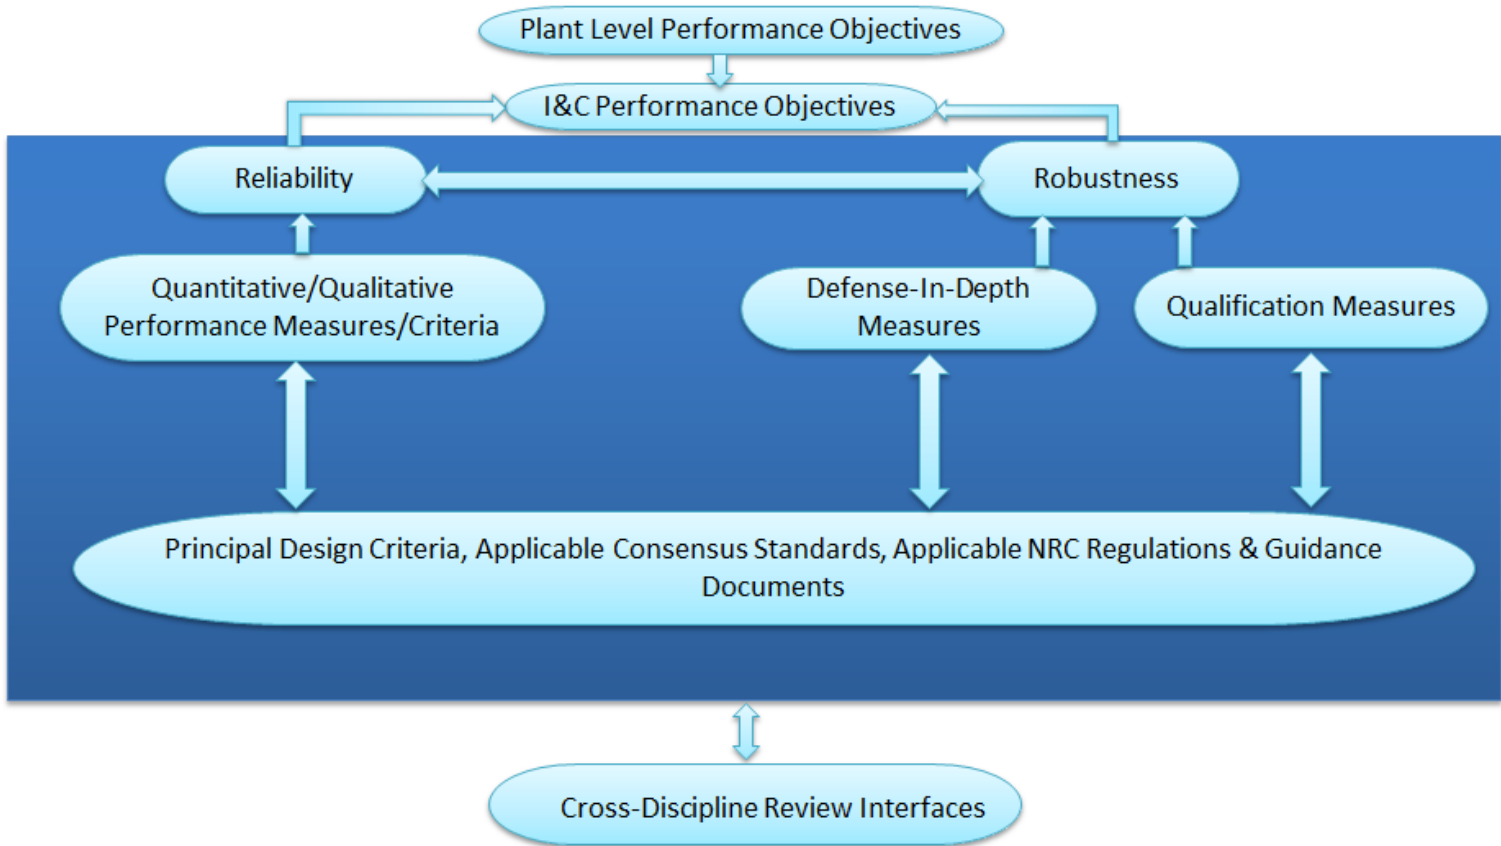 Plant Level Performance Objectives
I&C Performance Objectives
Reliability
Robustness
Quantitative/Qualitative
Performance Measures/Criteria
Defense-In-Depth
Measures
Qualification Measures
Principal Design Criteria, Applicable Consensus Standards, Applicable NRC Regulations & Guidance
Documents
Cross-Discipline Review Interfaces